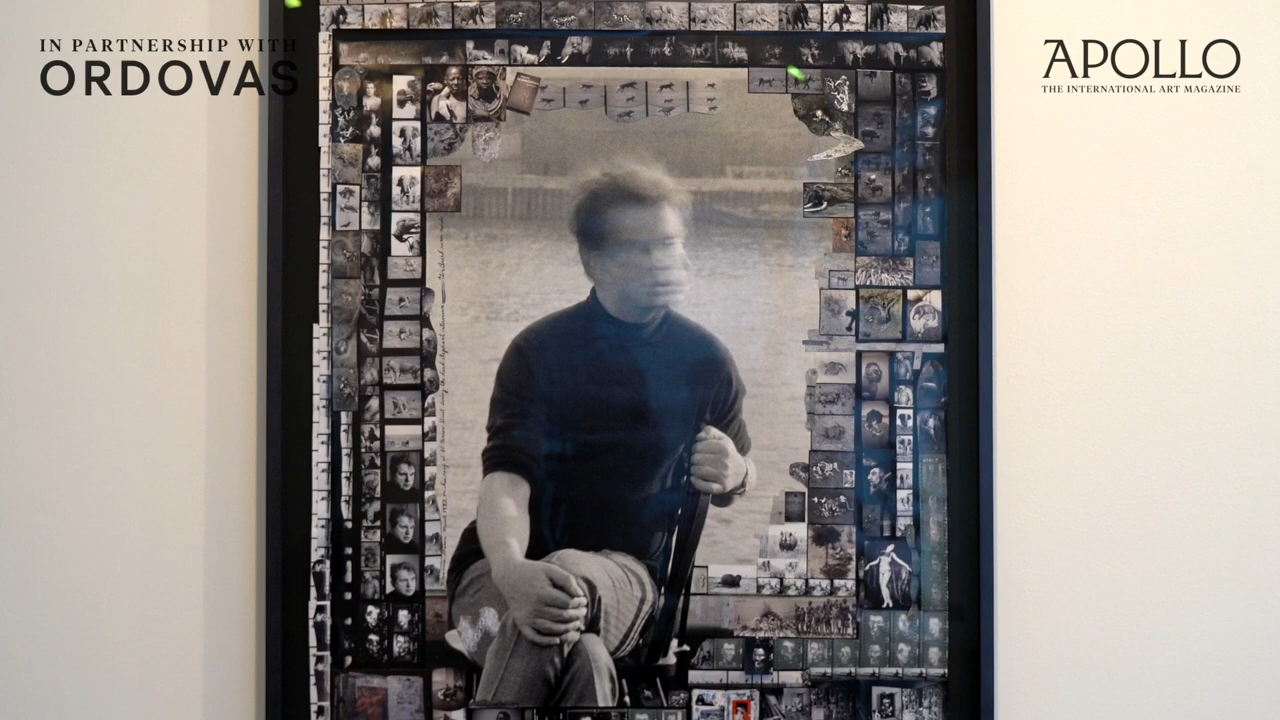 IN PARTNERSHIP WITH
ORDOVAS
APOLLO
THE INTERNATIONAL ART MAGAZINE